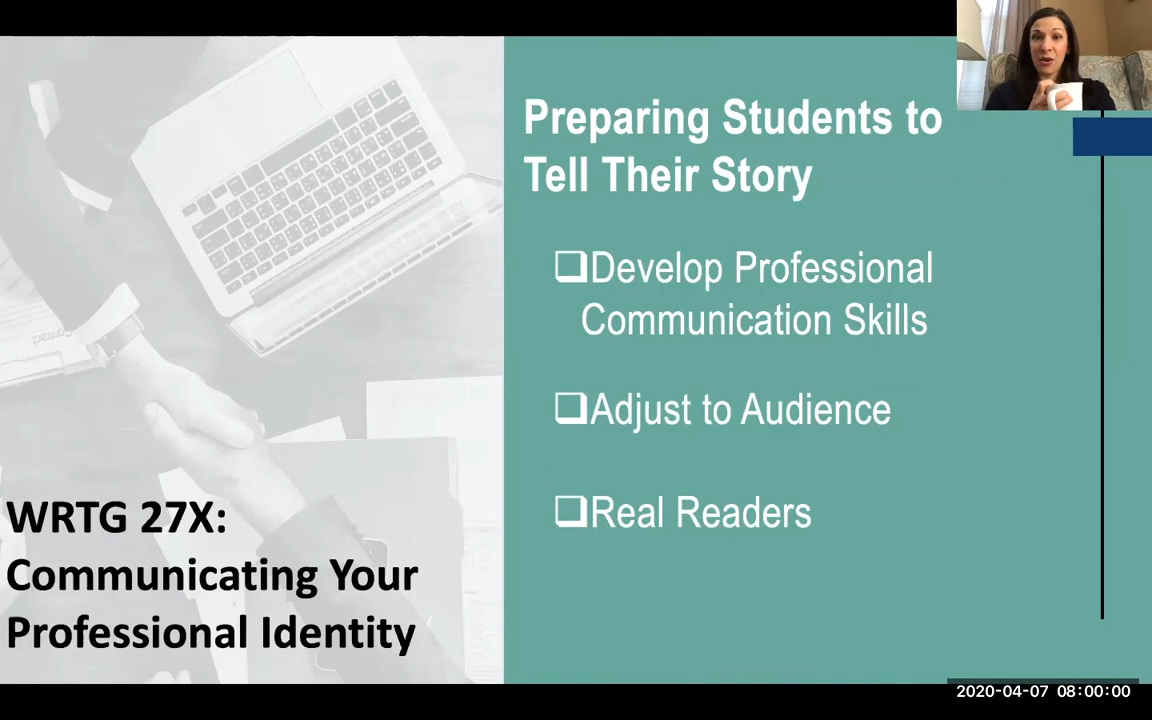 Preparing Students to
Tell Their Story
❑Develop Professional
Communication Skills
❑Adjust to Audience
❑Real Readers
Contract
WRTG 27X:
Communicating Your
Professional Identity
2020-04-07 08:00:00